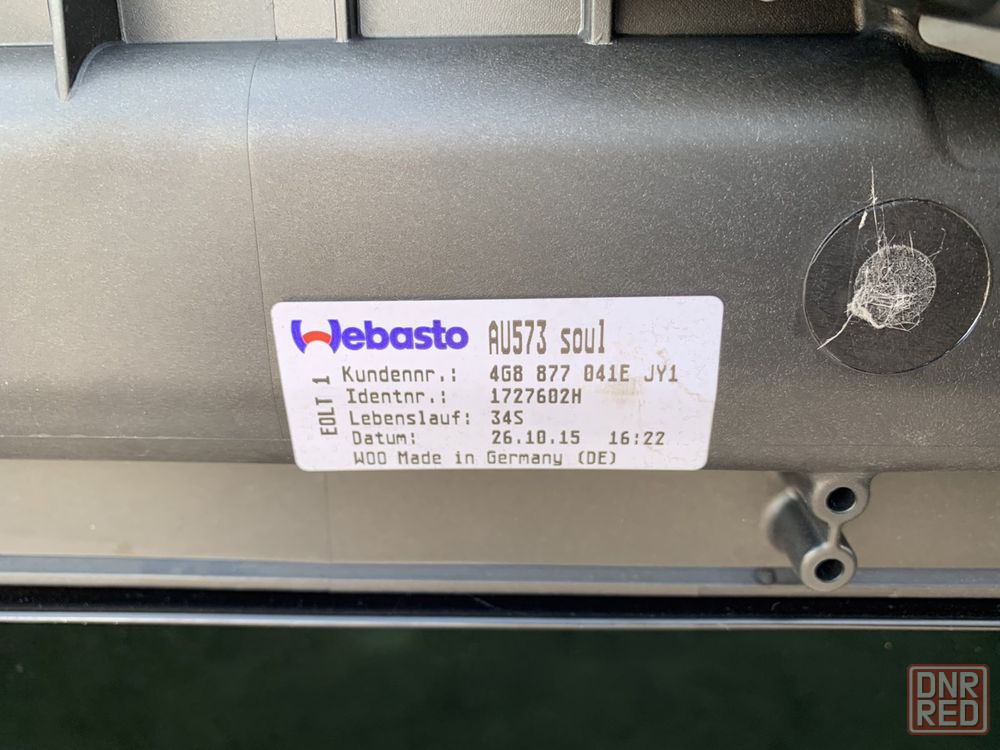 Webasto AU573 soul
EOLT 1
Kundennr.: 4G8 877 041E JY1
Identnr.: 1727602H
Lebenslauf: 34S
Datum: 26.10.15 16:22
WOO Made in Germany (DE)
DNR
RED